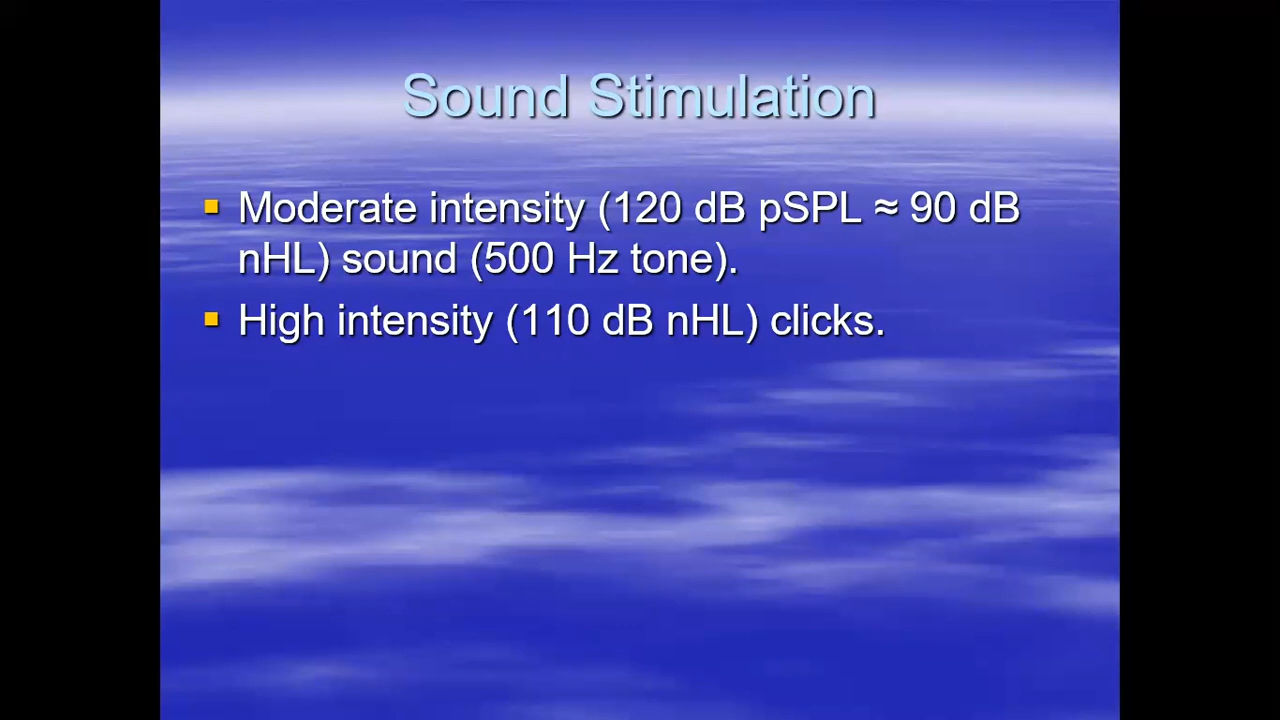 Sound Stimulation
Moderate intensity (120 dB pSPL ≈ 90 dB
nHL) sound (500 Hz tone).
High intensity (110 dB nHL) clicks.